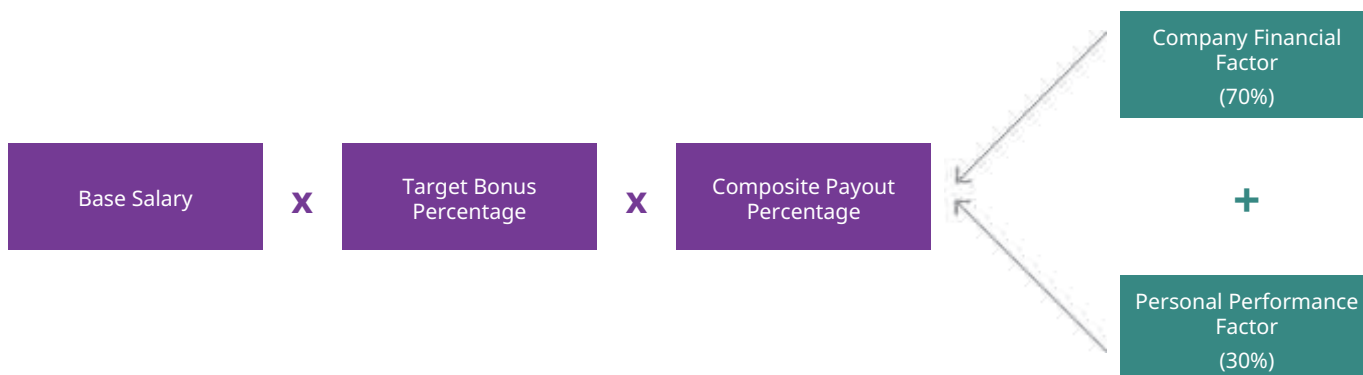 Company Financial
Factor
(70%)
Base Salary
x
Target Bonus
Percentage
x
Composite Payout
Percentage
+
Personal Performance
Factor
(30%)